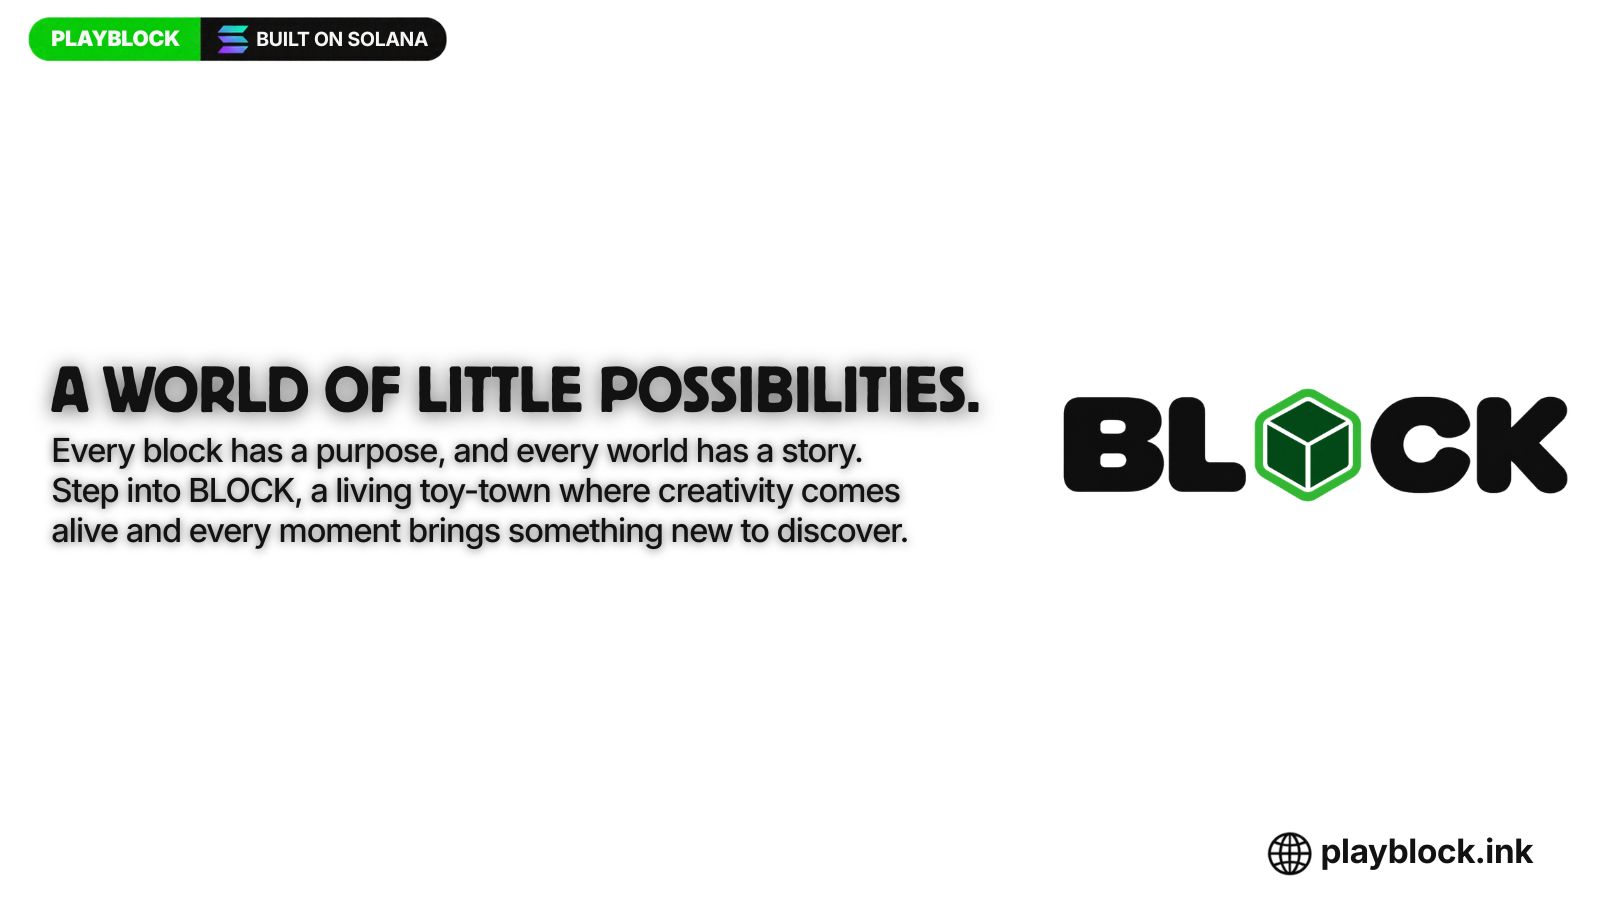 PLAYBLOCK BUILT ON SOLANA
A WORLD OF LITTLE POSSIBILITIES.
Every block has a purpose, and every world has a story.
Step into BLOCK, a living toy-town where creativity comes
alive and every moment brings something new to discover.
BLOCK
playblock.ink